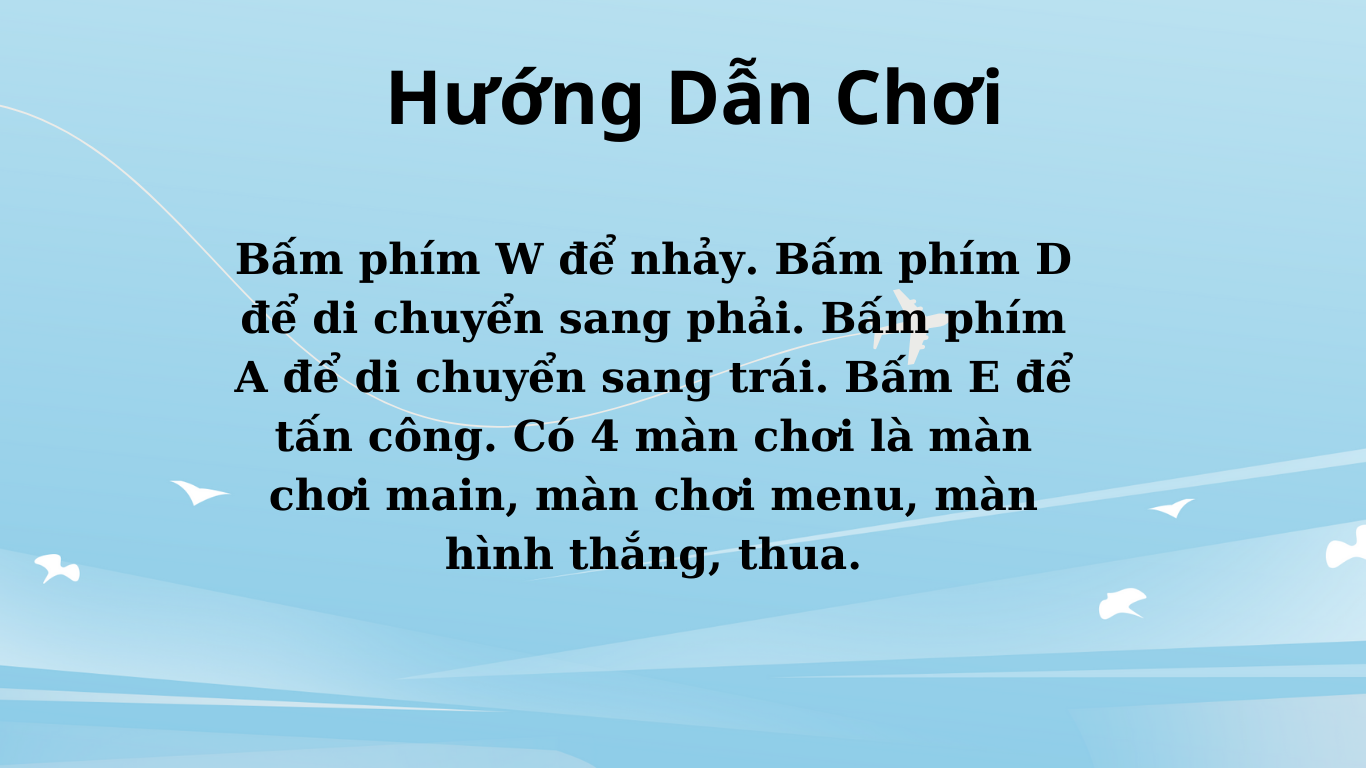 Hướng Dẫn Chơi
Bấm phím W để nhảy. Bấm phím D
để di chuyển sang phải. Bấm phím
A để di chuyển sang trái. Bấm E để
tấn công. Có 4 màn chơi là màn
chơi main, màn chơi menu, màn
hình thắng, thua.